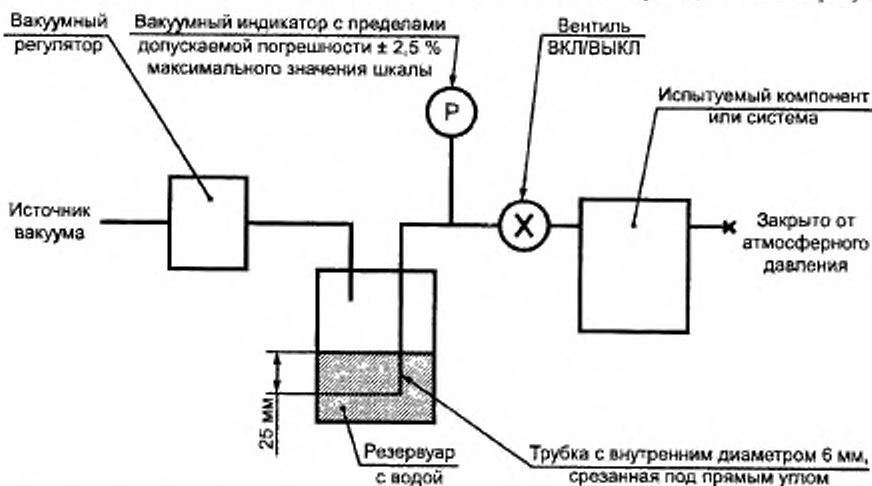 Вакуумный
регулятор
Вакуумный индикатор с пределами
допускаемой погрешности ± 2,5 %
максимального значения шкалы
Вентиль
ВКЛ/ВЫКЛ
P
Испытуемый компонент
или система
Источник
вакуума
X
Закрыто от
атмосферного
давления
25 мм
Резервуар
с водой
Трубка с внутренним диаметром 6 мм,
срезанная под прямым углом